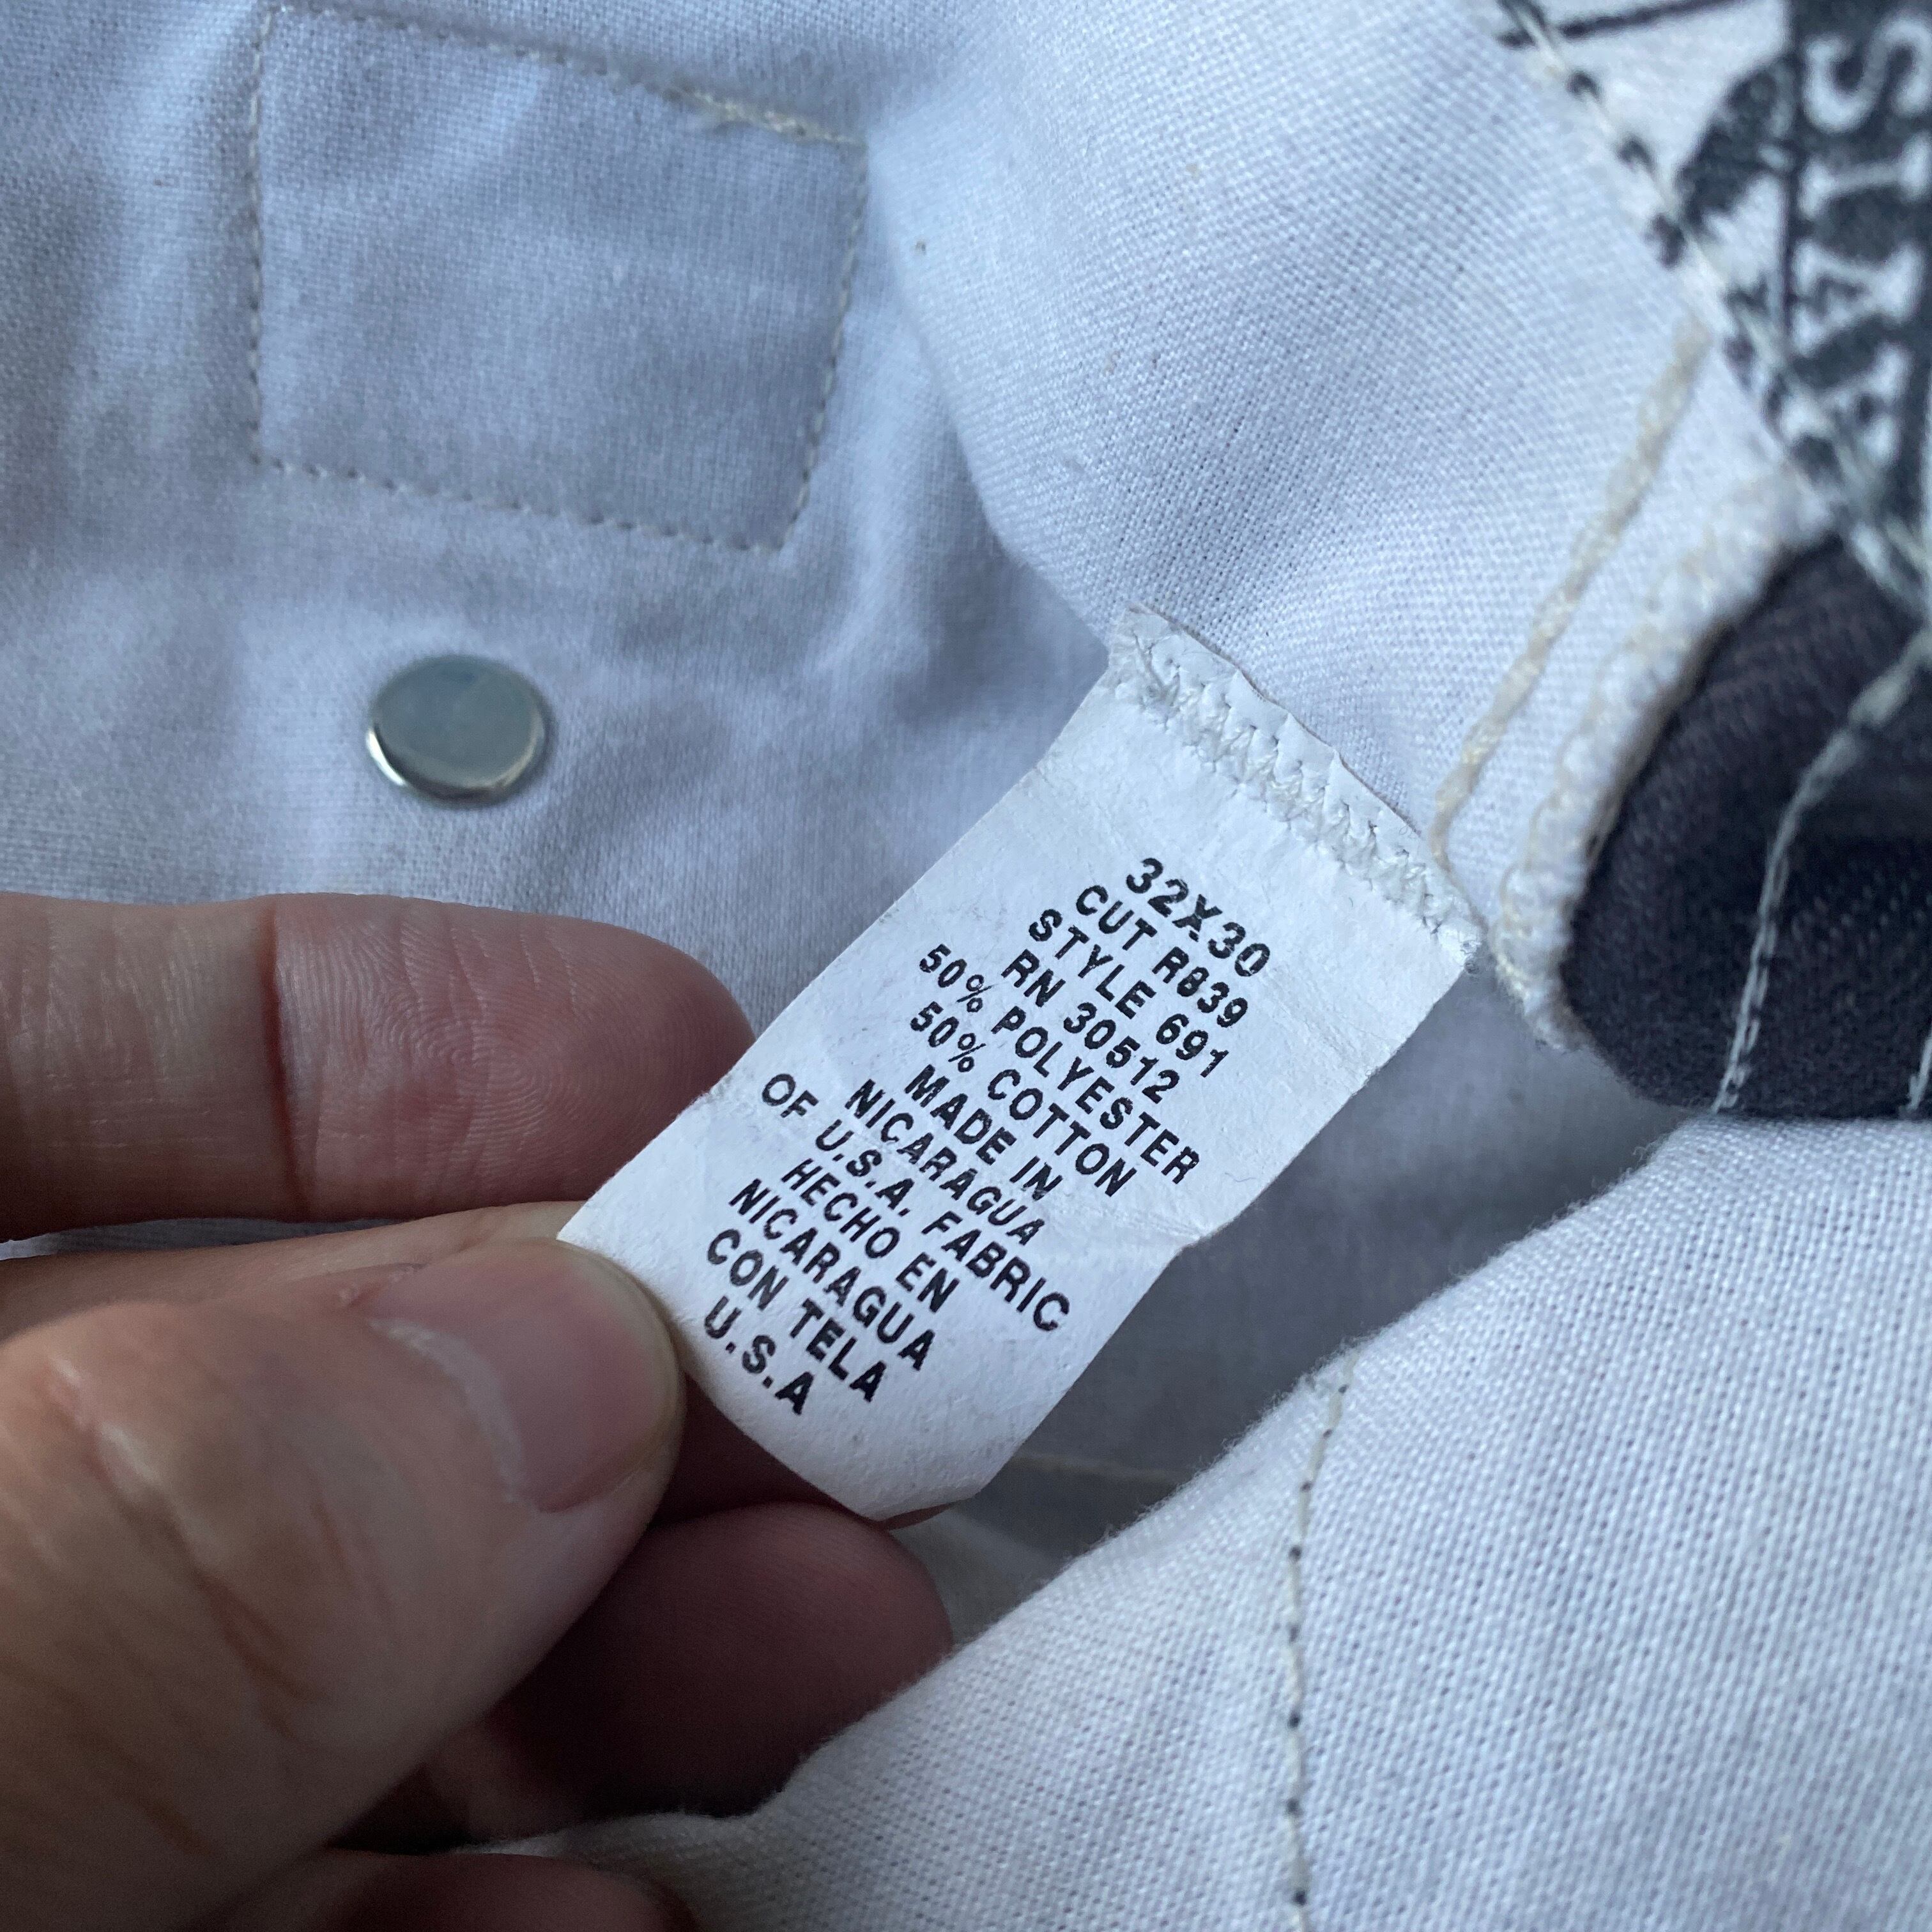 32X30
CUT R839
STYLE 691
RN 30512
50% POLYESTER
50% COTTON
MADE IN
NICARAGUA
OF U.S.A. FABRIC
HECHO EN
NICARAGUA
CON TELA
U.S.A